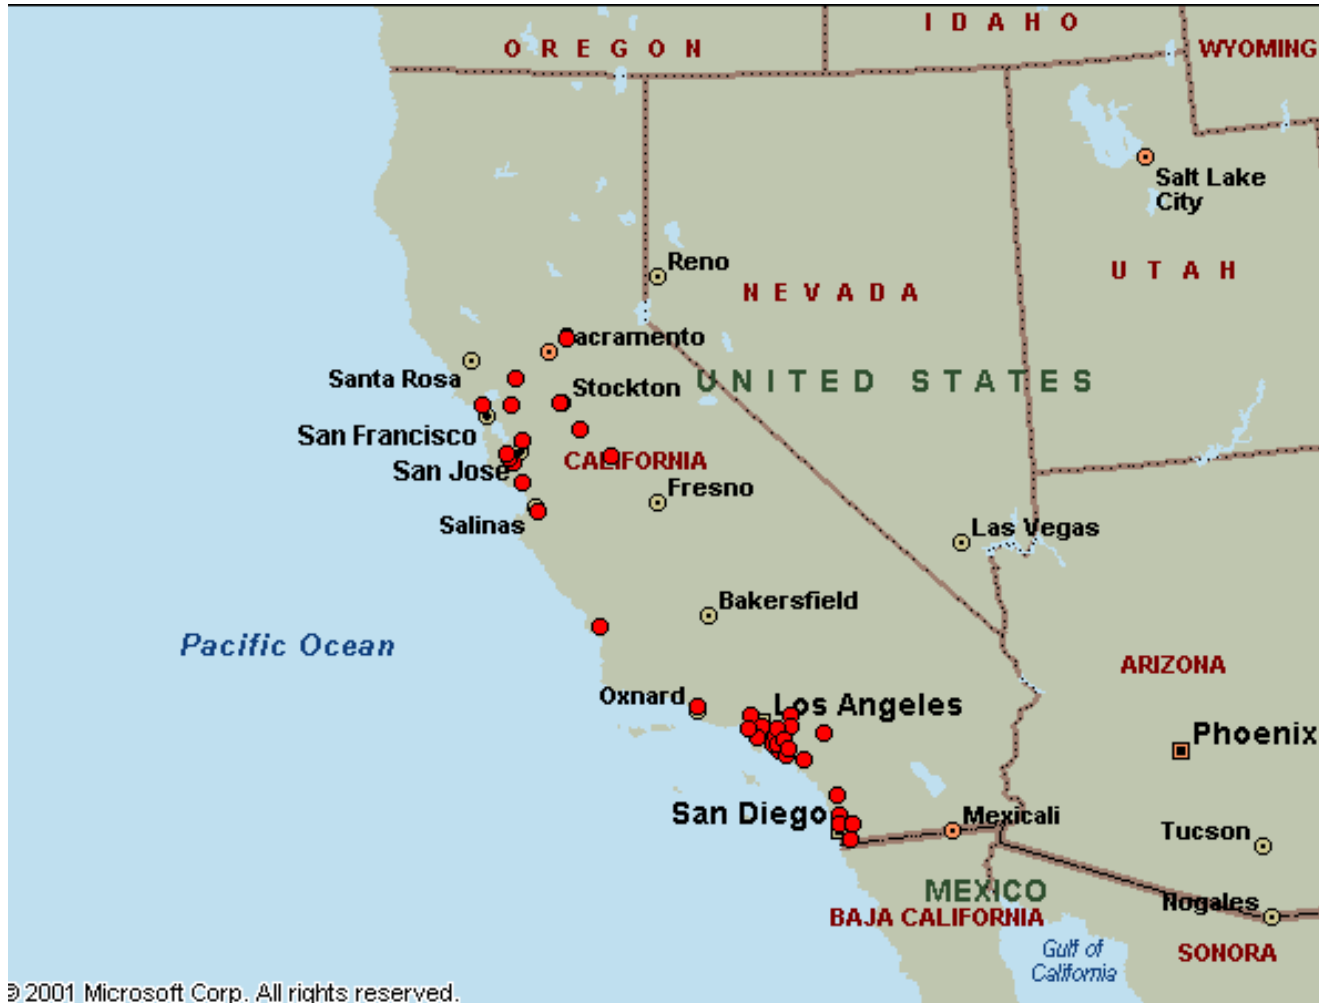 IDAHO
OREGON
WYOMING
Salt Lake
City
Reno
UTAH
NEVADA
acramento
Santa Rosa
Stockton
UNITED STATES
San Francisco
CALIFORNIA
San Jose
Fresno
Salinas
Las Vegas
Bakersfield
Pacific Ocean
ARIZONA
Oxnard
Los Angeles
Phoenix
San Diego
Mexicali
Tucson
MEXICO
Nogales
BAJA CALIFORNIA
Gulf of
California
SONORA
© 2001 Microsoft Corp. All rights reserved.